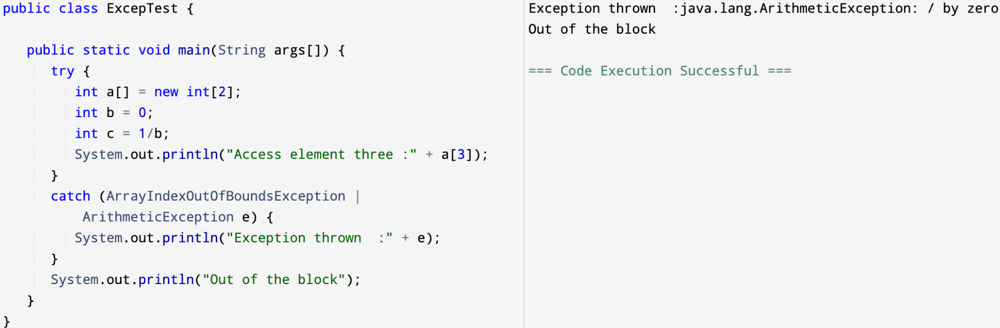 public class ExcepTest {
   public static void main(String args[]) {
      try {
         int a[] = new int[2];
         int b = 0;
         int c = 1/b;
         System.out.println("Access element three :" + a[3]);
      }
      catch (ArrayIndexOutOfBoundsException |
          ArithmeticException e) {
         System.out.println("Exception thrown  :" + e);
      }
      System.out.println("Out of the block");
   }
}
Exception thrown  :java.lang.ArithmeticException: / by zero
Out of the block
=== Code Execution Successful ===